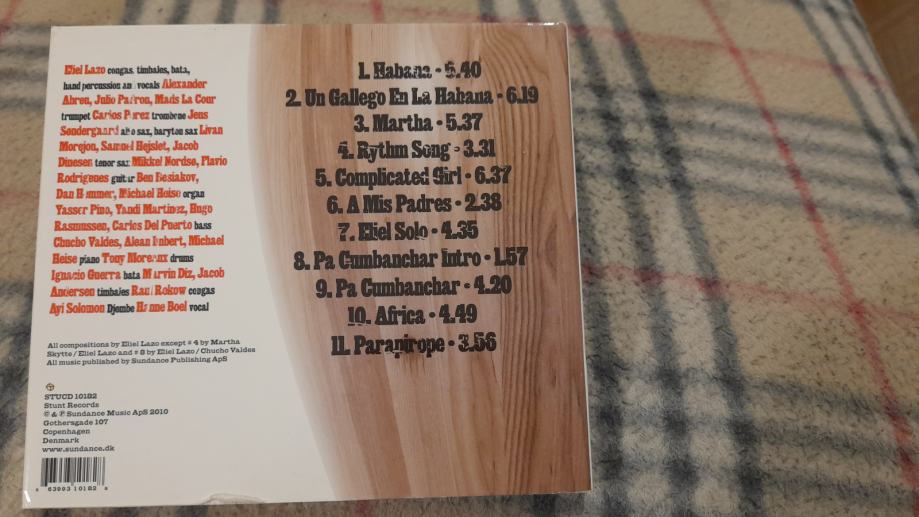 Eliel Lazo congas, timbales, bata,
hand percussion and vocals Alexander
Abreu, Julio Padron, Mads La Cour
trumpet Carlos Perez trombone Jens
Søndergaard alto sax, baryton sax Livan
Morejon, Samuel Hejslet, Jacob
Dinesen tenor sax Mikkel Nordsø, Flavio
Rodrigenes guitar Ben Besiakov,
Dan Hemmer, Michael Heise organ
Yasser Pino, Yandi Martinez, Hugo
Rasmussen, Carlos Del Puerto bass
Chucho Valdes, Michael
Heise piano Tony Moreaux drums
Ignacio Guerra bata Marvin Diz, Jacob
Andersen timbales Raul Rekow congas
Ayi Solomon Djembe Hanne Boel vocal
All compositions by Eliel Lazo except # 4 by Martha
Skytte / Eliel Lazo and # 8 by Eliel Lazo / Chucho Valdes
All music published by Sundance Publishing ApS
STUCD 10182
Stunt Records
© & ℗ Sundance Music ApS 2010
Gothersgade 107
Copenhagen
Denmark
www.sundance.dk
6 63993 10182 8
1. Habana • 5.40
2. Un Gallego En La Habana • 6.19
3. Martha • 5.37
4. Rythm Song • 3.31
5. Complicated Girl • 6.37
6. A Mis Padres • 2.38
7. Eliel Solo • 4.35
8. Pa Cumbanchar Intro • 1.57
9. Pa Cumbanchar • 4.20
10. Africa • 4.49
11. Parapirope • 3.56